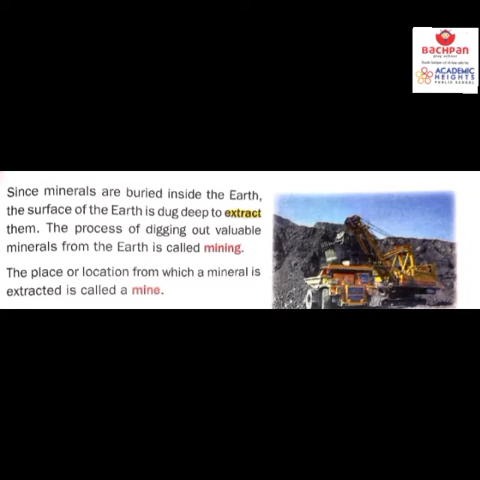 BACHPAN
play school
ACADEMIC
HEIGHTS
PUBLIC SCHOOL
Since minerals are buried inside the Earth,
the surface of the Earth is dug deep to extract
them. The process of digging out valuable
minerals from the Earth is called mining.
The place or location from which a mineral is
extracted is called a mine.